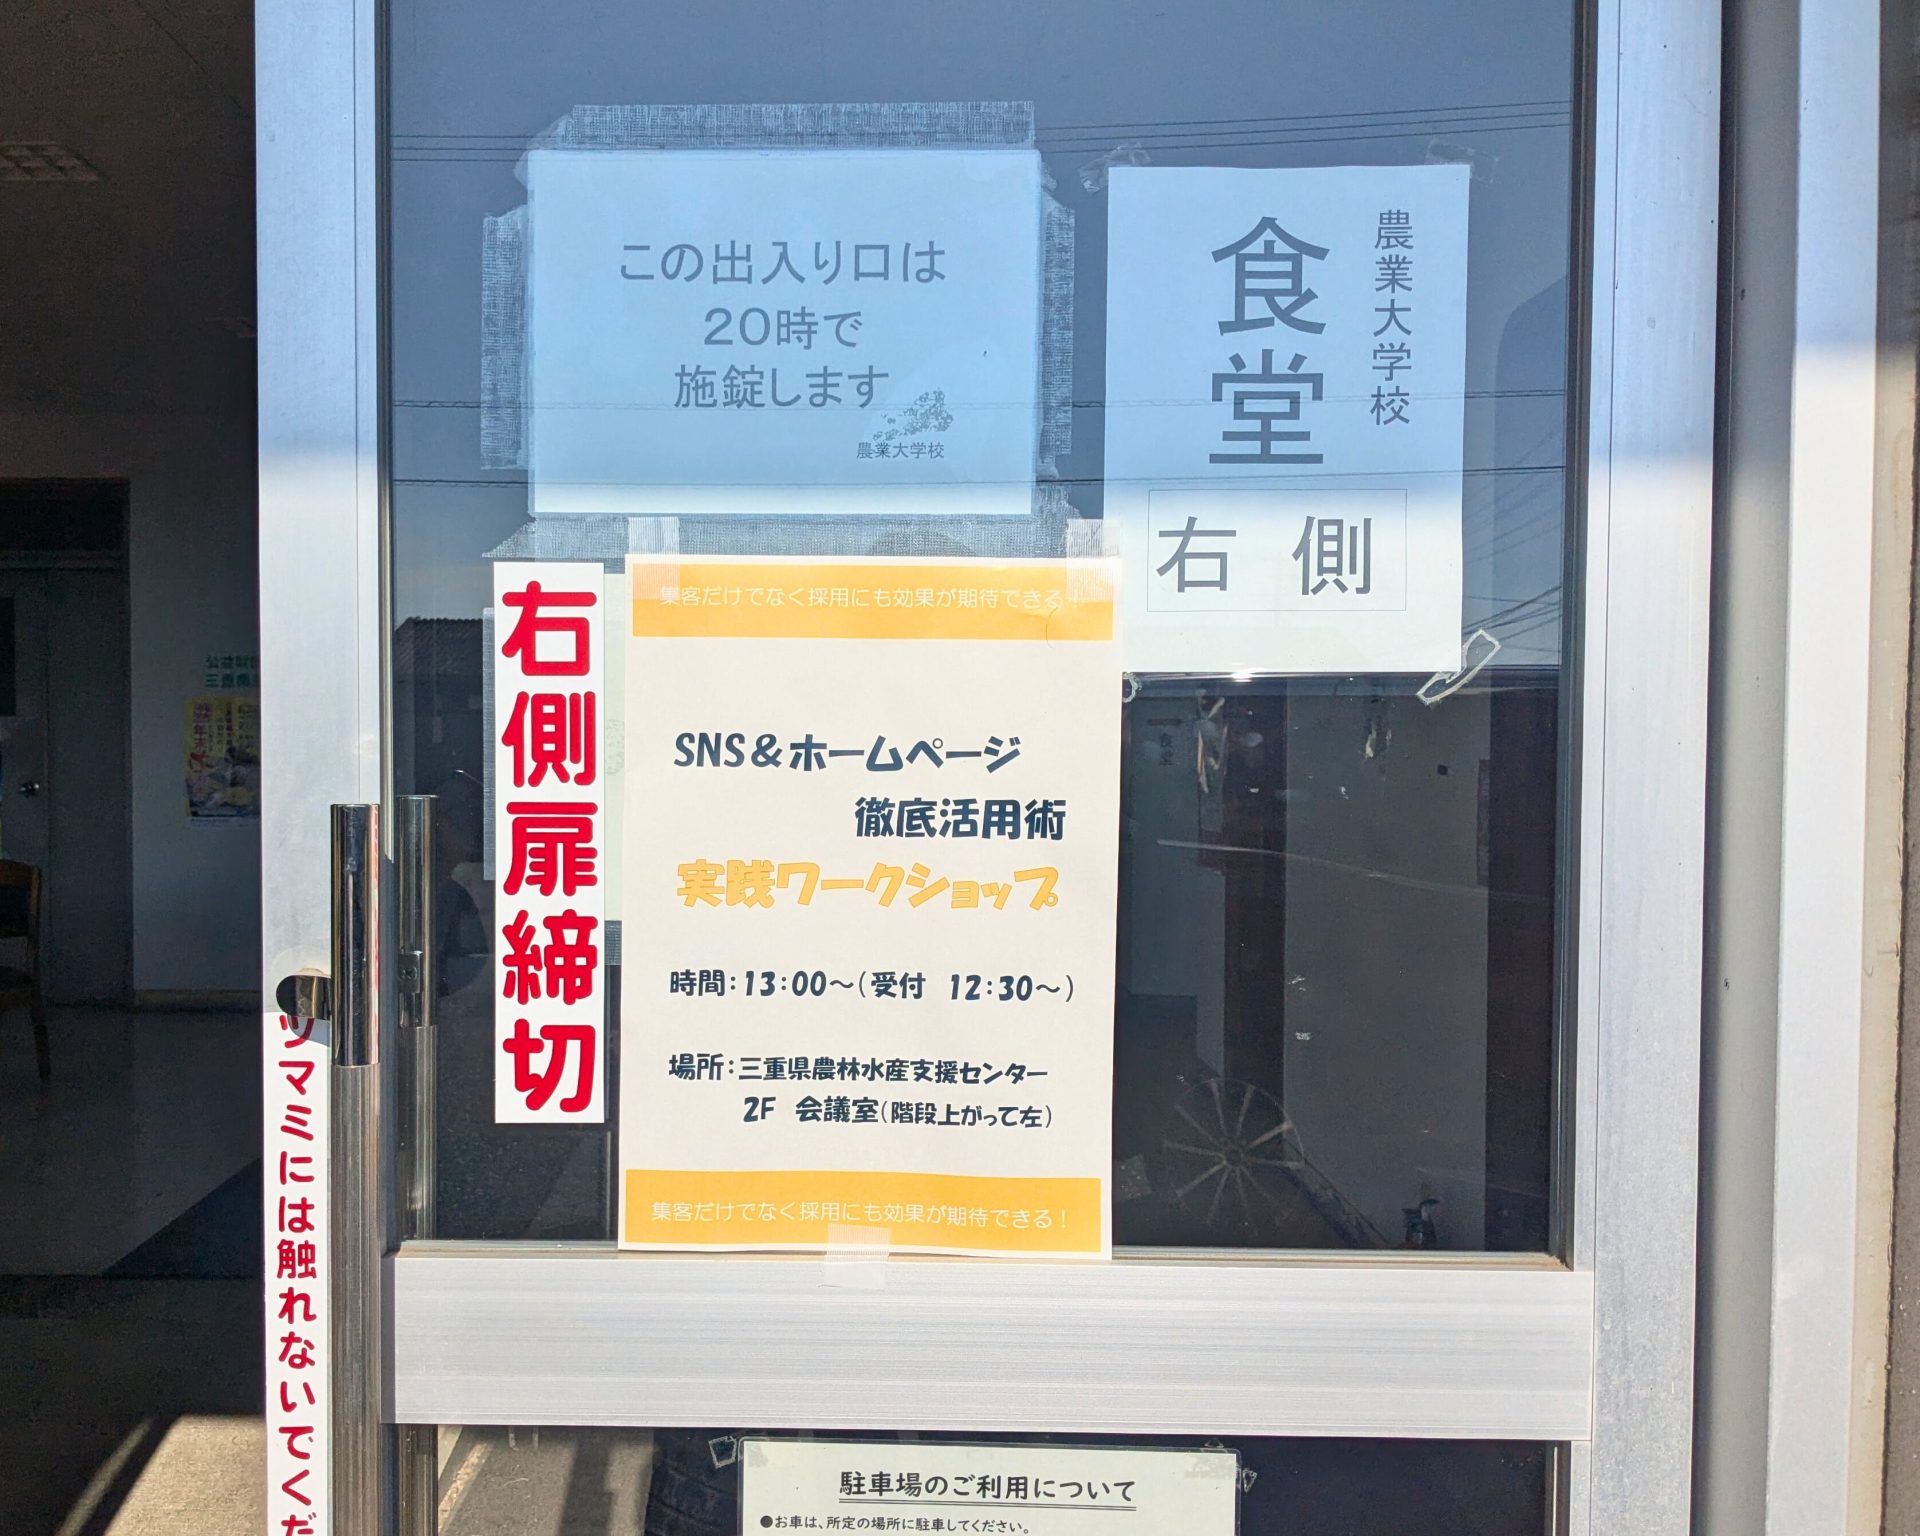 この出入り口は
20時で
施錠します
農業大学校
農業大学校
食堂
右側
右側扉締切
集客だけでなく採用にも効果が期待できる！
SNS＆ホームページ
徹底活用術
実践ワークショップ
時間：13：00～（受付　12：30～）
場所：三重県農林水産支援センター
2F　会議室（階段上がって左）
集客だけでなく採用にも効果が期待できる！
ツマミには触れないでくだ
駐車場のご利用について
●お車は、所定の場所に駐車してください。